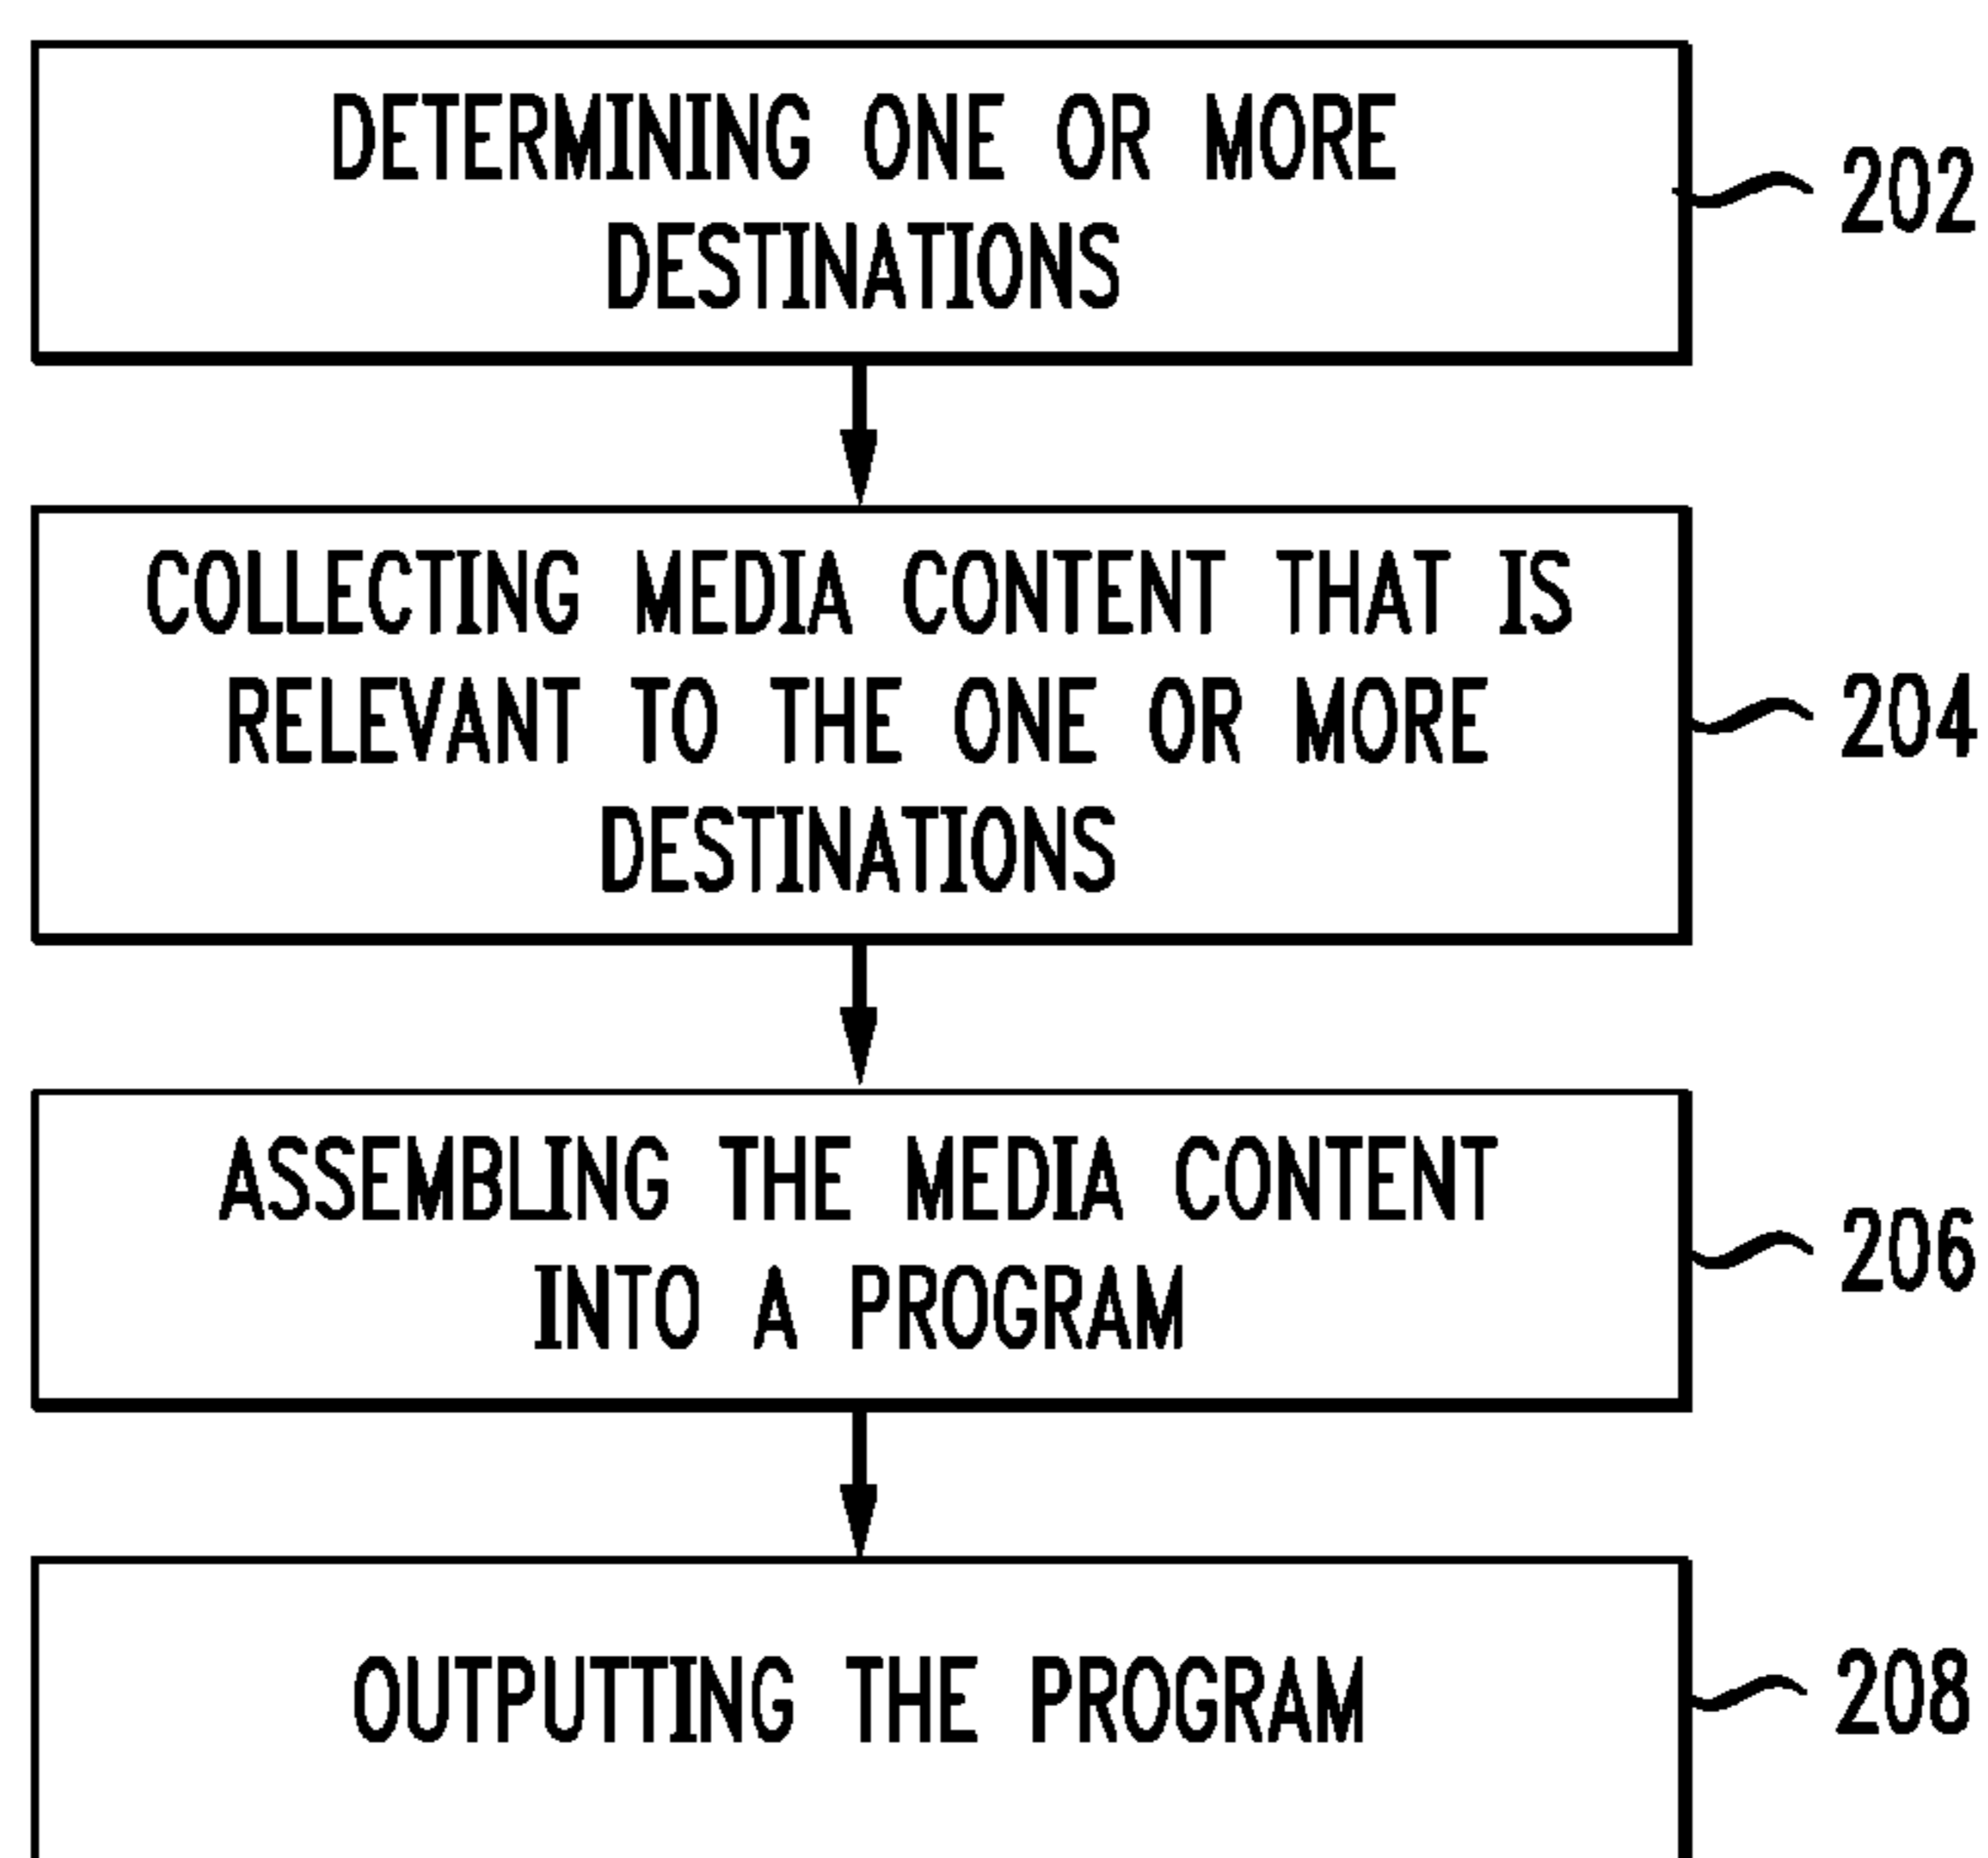 DETERMINING ONE OR MORE
DESTINATIONS
202
COLLECTING MEDIA CONTENT THAT IS
RELEVANT TO THE ONE OR MORE
DESTINATIONS
204
ASSEMBLING THE MEDIA CONTENT
INTO A PROGRAM
206
OUTPUTTING THE PROGRAM
208